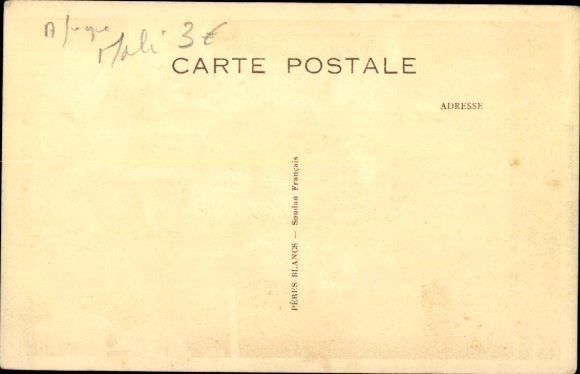 Afrique
Mali 3€
CARTE POSTALE
ADRESSE
PÈRES BLANCS — Soudan Français